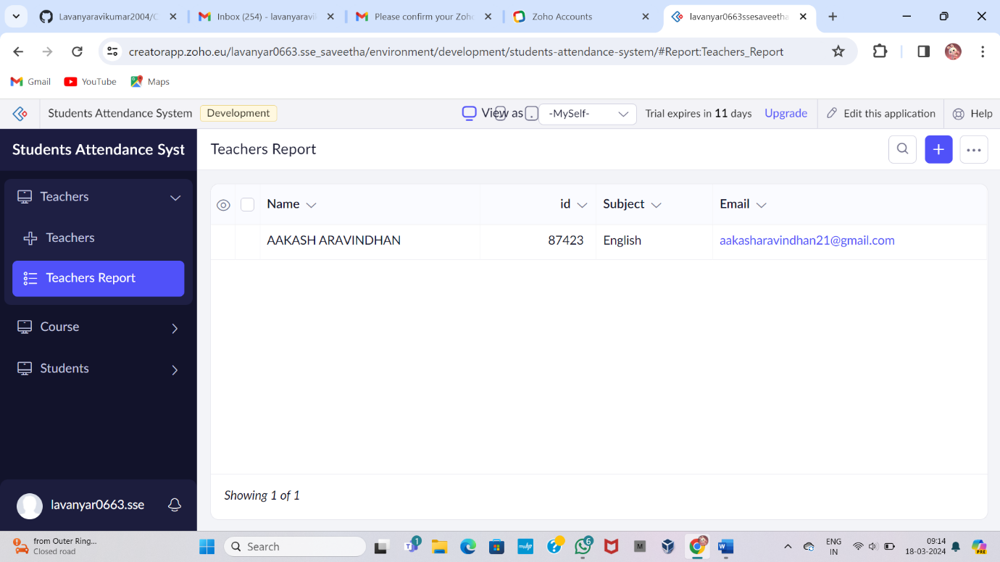 Lavanyaravikumar2004/C
Inbox (254) - lavanyaravik
Please confirm your Zoho
Zoho Accounts
lavanyar0663ssesaveetha
creatorapp.zoho.eu/lavanyar0663.sse_saveetha/environment/development/students-attendance-system/#Report:Teachers_Report
Gmail
YouTube
Maps
Students Attendance System
Development
View as
-MySelf-
Trial expires in 11 days
Upgrade
Edit this application
Help
Students Attendance Syst
Teachers Report
Teachers
Teachers
Teachers Report
Course
Students
Name
id
Subject
Email
AAKASH ARAVINDHAN
87423
English
aakasharavindhan21@gmail.com
Showing 1 of 1
lavanyar0663.sse
from Outer Ring...
Closed road
Search
1
6
ENG
IN
09:14
18-03-2024
PRE